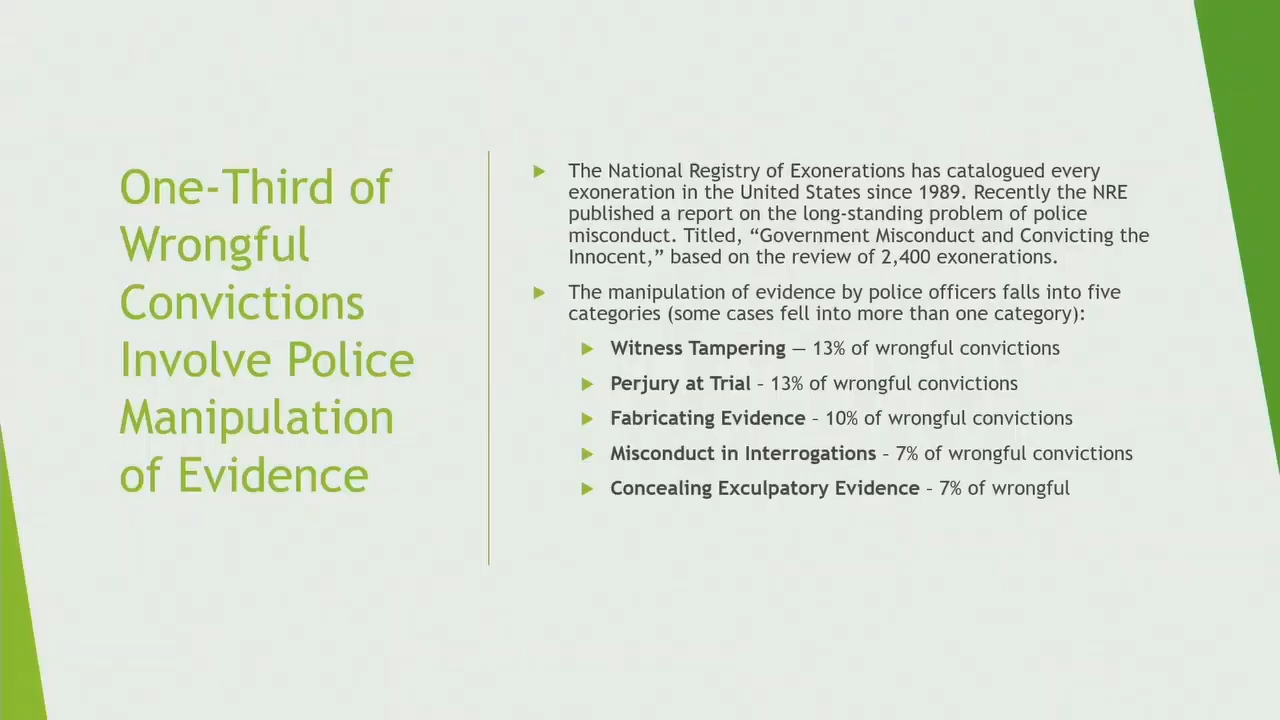 One-Third of
Wrongful
Convictions
Involve Police
Manipulation
of Evidence
The National Registry of Exonerations has catalogued every
exoneration in the United States since 1989. Recently the NRE
published a report on the long-standing problem of police
misconduct. Titled, “Government Misconduct and Convicting the
Innocent,” based on the review of 2,400 exonerations.
The manipulation of evidence by police officers falls into five
categories (some cases fell into more than one category):
Witness Tampering — 13% of wrongful convictions
Perjury at Trial – 13% of wrongful convictions
Fabricating Evidence – 10% of wrongful convictions
Misconduct in Interrogations – 7% of wrongful convictions
Concealing Exculpatory Evidence – 7% of wrongful